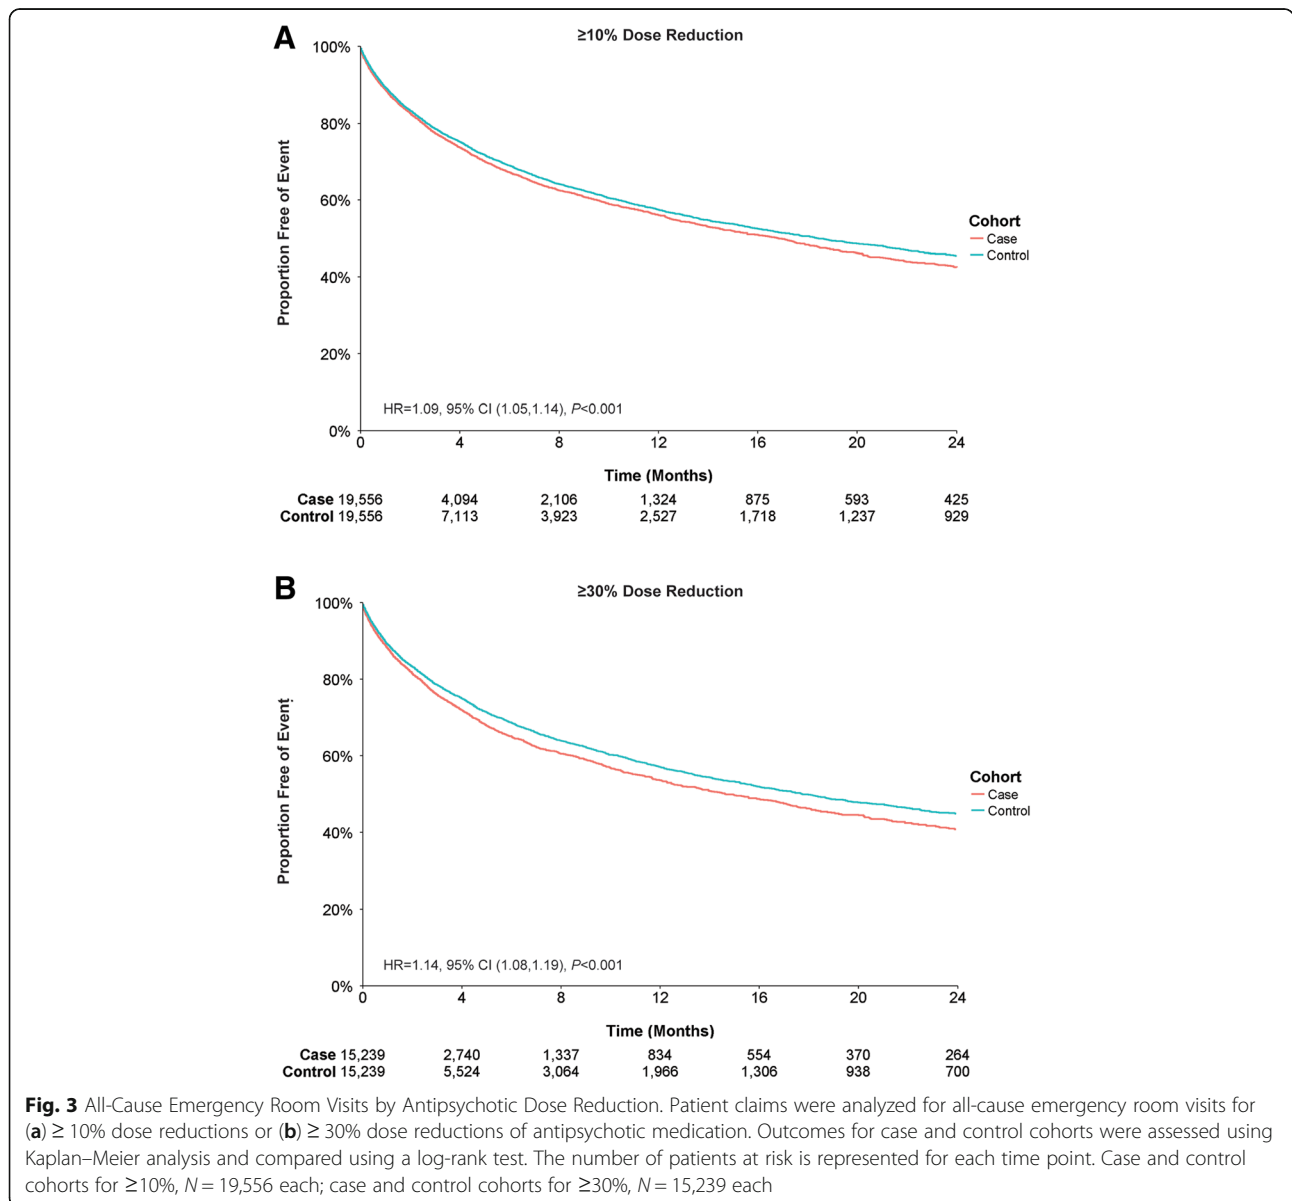 A
≥10% Dose Reduction
100%
80%
60%
40%
20%
0%
Proportion Free of Event
HR=1.09, 95% CI (1.05,1.14), P<0.001
Cohort
Case
Control
0 4 8 12 16 20 24
Time (Months)
Case 19,556 4,094 2,106 1,324 875 593 425
Control 19,556 7,113 3,923 2,527 1,718 1,237 929
B
≥30% Dose Reduction
100%
80%
60%
40%
20%
0%
Proportion Free of Event
HR=1.14, 95% CI (1.08,1.19), P<0.001
Cohort
Case
Control
0 4 8 12 16 20 24
Time (Months)
Case 15,239 2,740 1,337 834 554 370 264
Control 15,239 5,524 3,064 1,966 1,306 938 700
Fig. 3 All-Cause Emergency Room Visits by Antipsychotic Dose Reduction. Patient claims were analyzed for all-cause emergency room visits for
(a) ≥ 10% dose reductions or (b) ≥ 30% dose reductions of antipsychotic medication. Outcomes for case and control cohorts were assessed using
Kaplan–Meier analysis and compared using a log-rank test. The number of patients at risk is represented for each time point. Case and control
cohorts for ≥10%, N = 19,556 each; case and control cohorts for ≥30%, N = 15,239 each